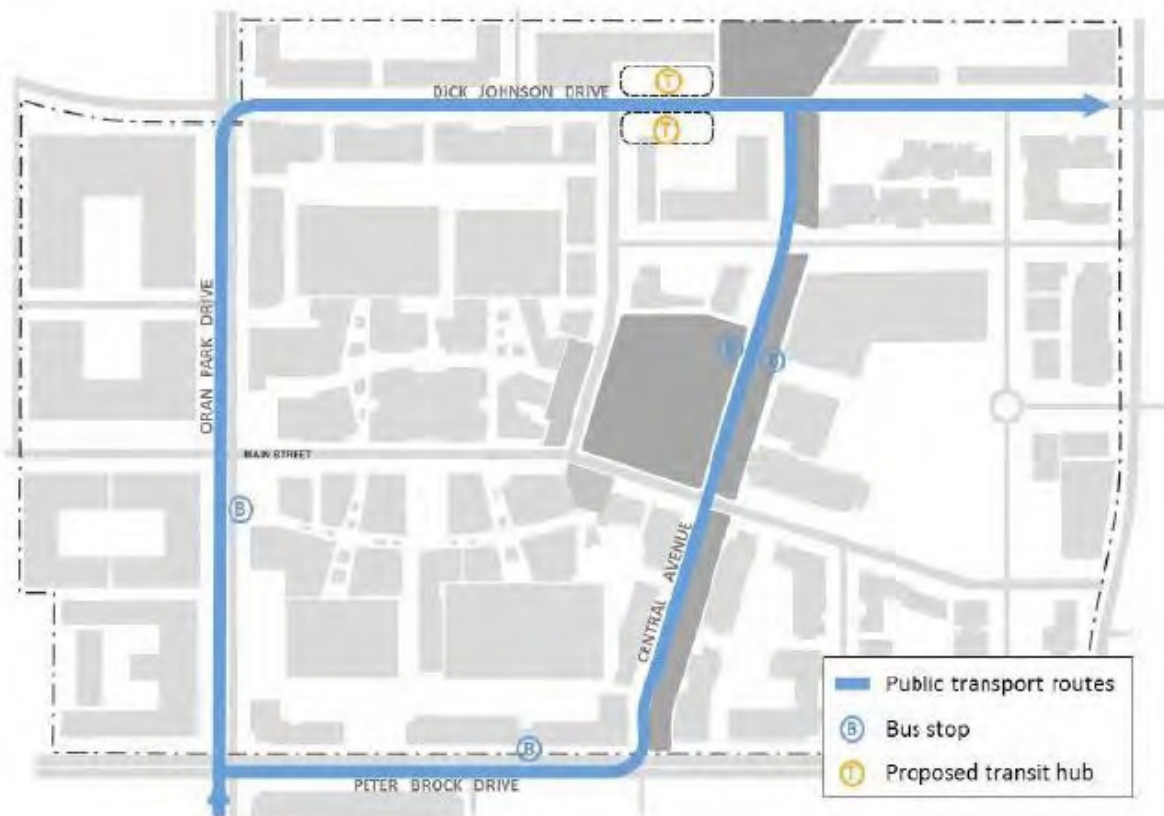 T
DICK JOHNSON DRIVE
T
ORAN PARK DRIVE
B
B
MAIN STREET
B
CENTRAL AVENUE
B
PETER BROCK DRIVE
Public transport routes
B Bus stop
T Proposed transit hub